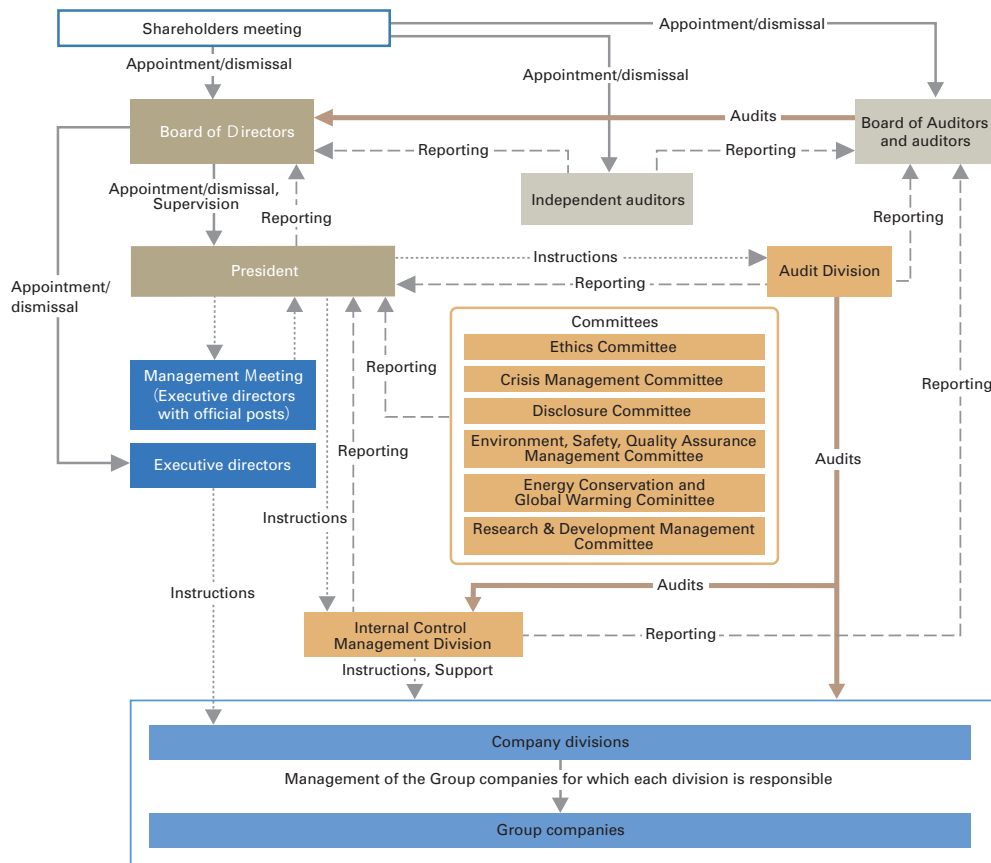 Shareholders meeting
Appointment/dismissal
Appointment/dismissal
Appointment/dismissal
Board of Directors
Audits
Board of Auditors
and auditors
Reporting
Reporting
Independent auditors
Appointment/dismissal,
Supervision
Reporting
Reporting
President
Instructions
Reporting
Audit Division
Appointment/
dismissal
Committees
Ethics Committee
Crisis Management Committee
Disclosure Committee
Environment, Safety, Quality Assurance
Management Committee
Energy Conservation and
Global Warming Cominittee
Research & Development Management
Committee
Reporting
Management Meeting
(Executive directors
with official posts)
Reporting
Reporting
Audits
Executive directors
Instructions
Instructions
Audits
Internal Control
Management Division
Reporting
Instructions, Support
Company divisions
Management of the Group companies for which each division is responsible
Group companies